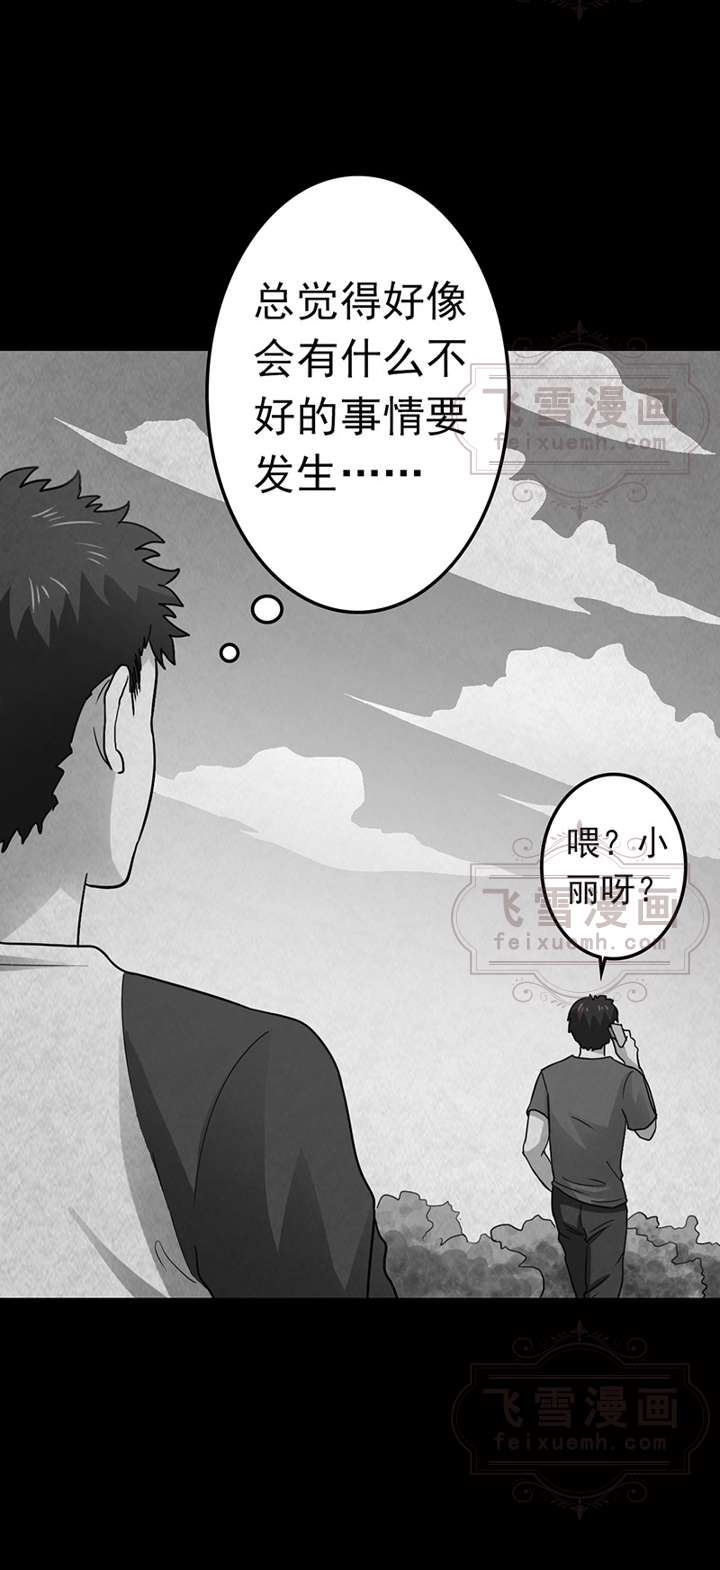 总觉得好像
会有什么不
好的事情要
发生……
飞雪漫画
feixuemh.com
喂？小
丽呀？
飞雪漫画
feixuemh.com
飞雪漫画
feixuemh.com